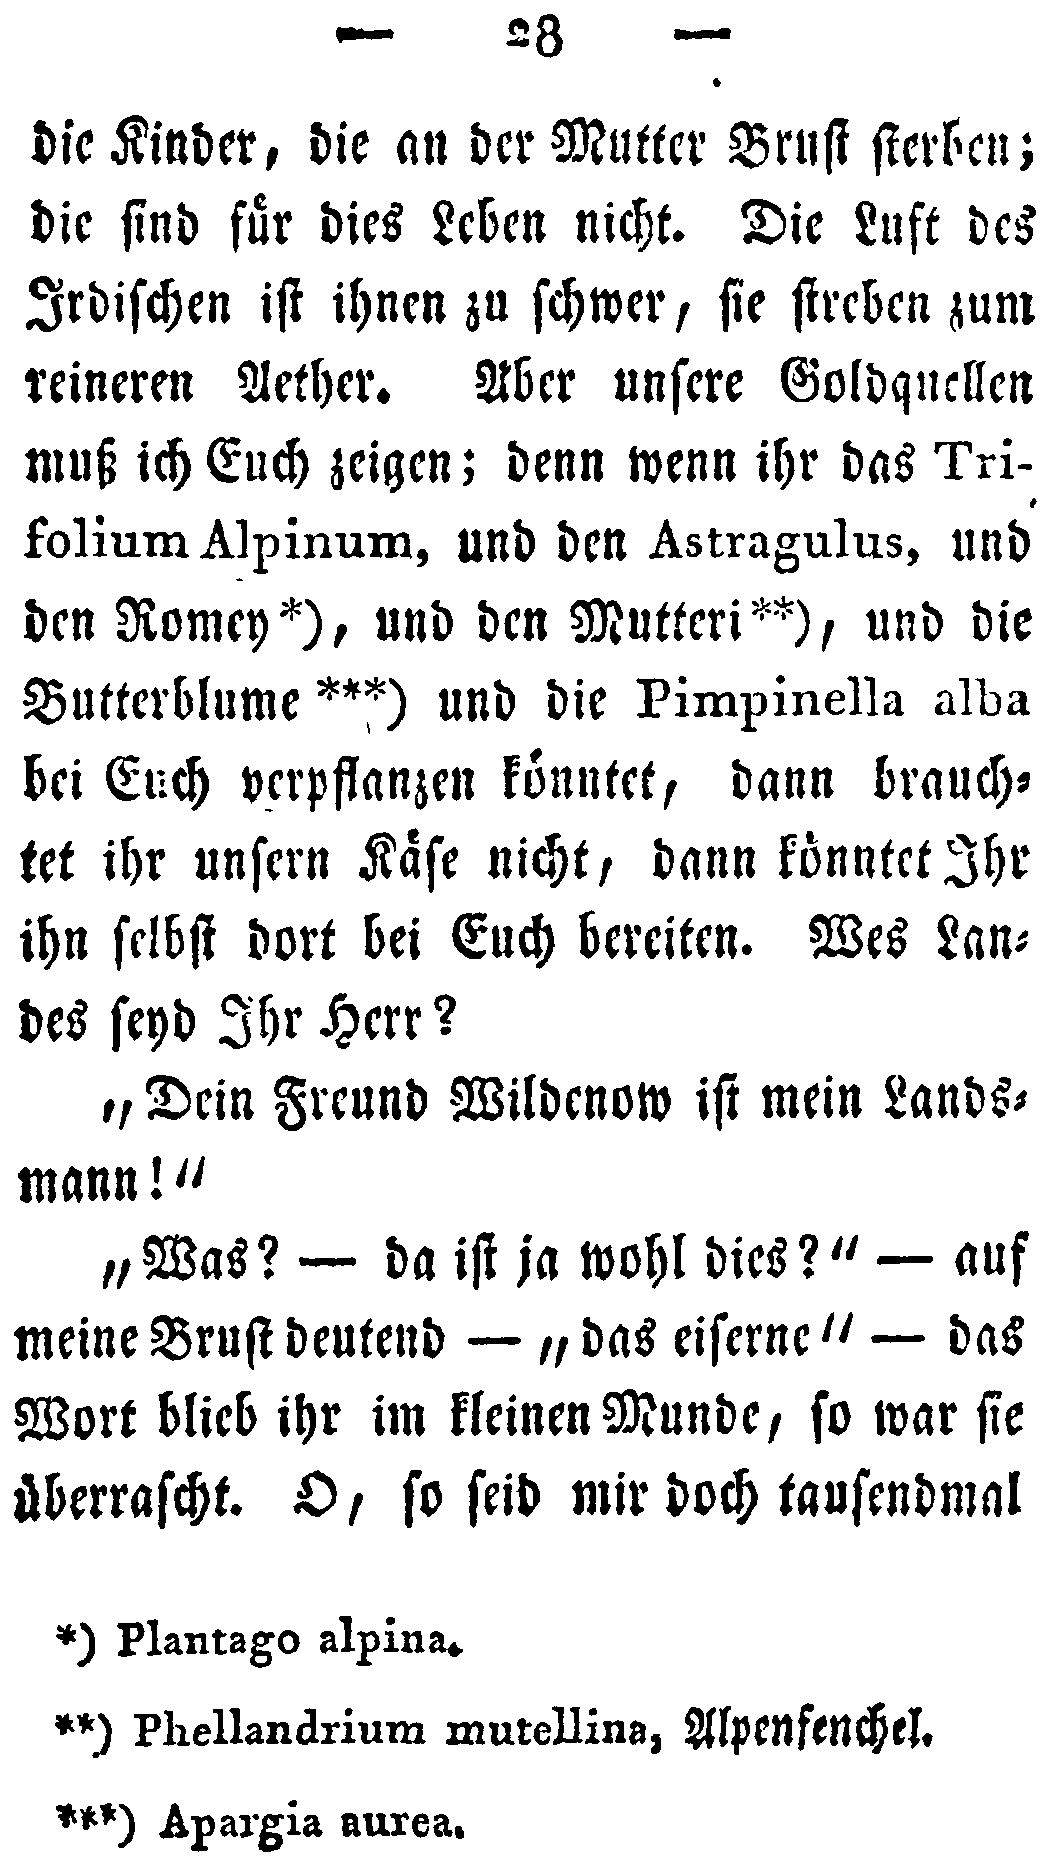 — 28 —
die Kinder, die an der Mutter Brust sterben;
die sind für dies Leben nicht. Die Luft des
Irdischen ist ihnen zu schwer, sie streben zum
reineren Aether. Aber unsere Goldquellen
muß ich Euch zeigen; denn wenn ihr das Tri-
folium Alpinum, und den Astragulus, und
den Romey *), und den Mutteri **), und die
Butterblume ***) und die Pimpinella alba
bei Euch verpflanzen könntet, dann brauch-
tet ihr unsern Käse nicht, dann könntet Ihr
ihn selbst dort bei Euch bereiten. Wes Lan-
des seyd Ihr Herr?
„Dein Freund Wildenow ist mein Lands-
mann!“
„Was? — da ist ja wohl dies?“ — auf
meine Brust deutend — „das eiserne“ — das
Wort blieb ihr im kleinen Munde, so war sie
überrascht. O, so seid mir doch tausendmal
*) Plantago alpina.
**) Phellandrium mutellina, Alpenfenchel.
***) Apargia aurea.